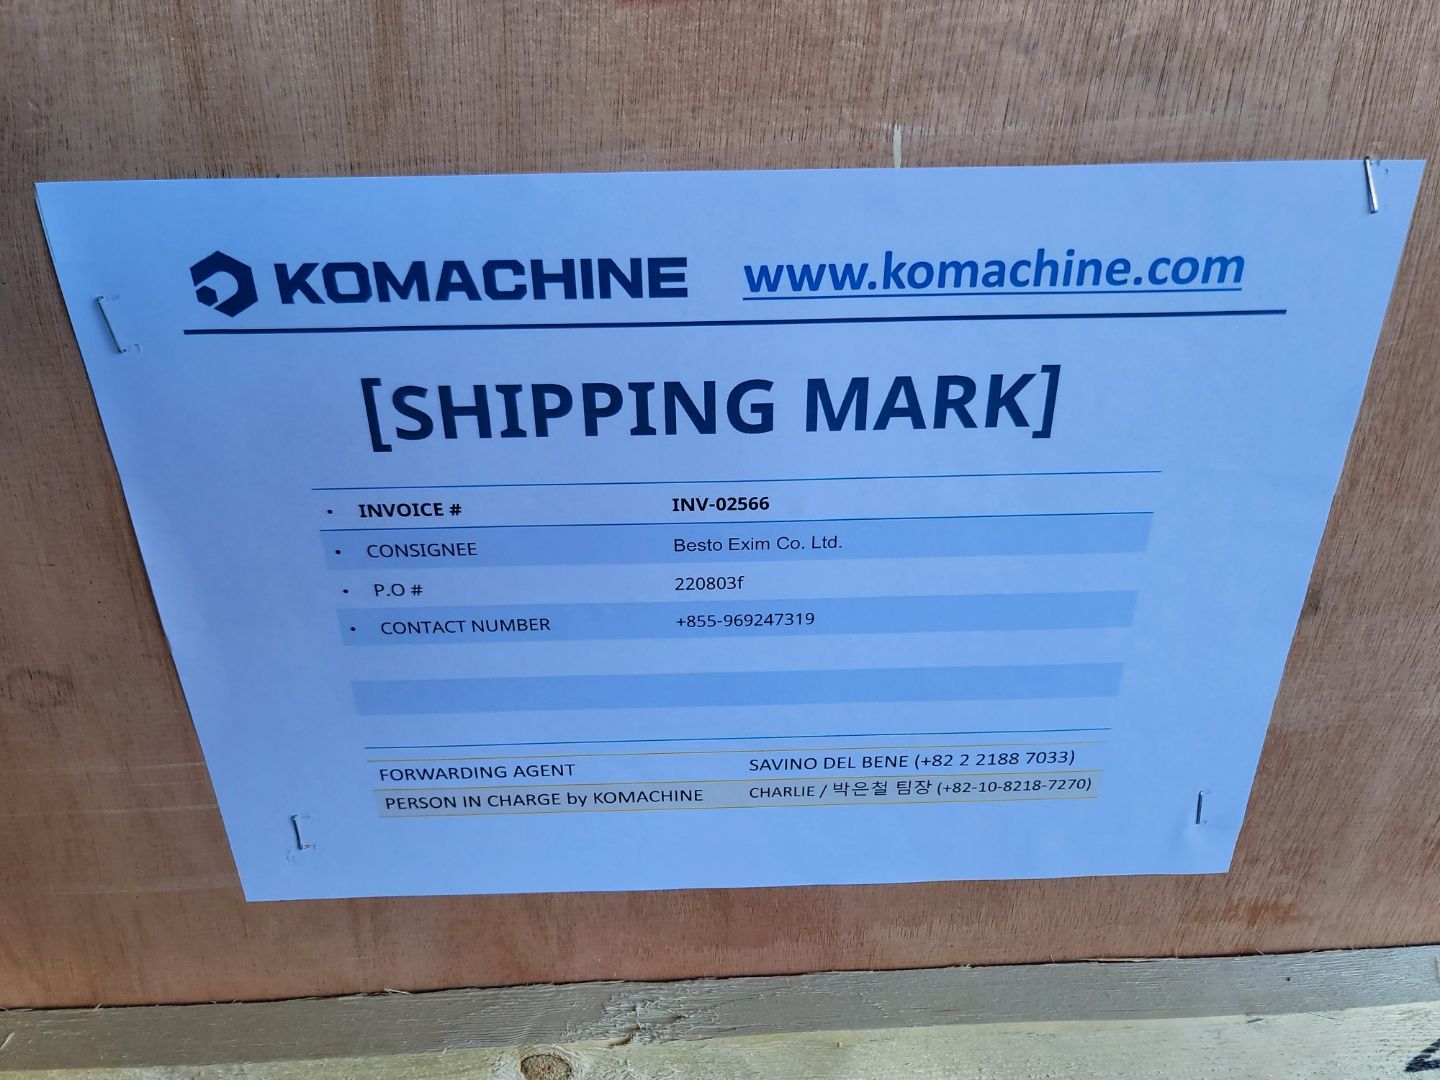 KOMACHINE www.komachine.com
[SHIPPING MARK]
• INVOICE # INV-02566
• CONSIGNEE Besto Exim Co. Ltd.
• P.O # 220803f
• CONTACT NUMBER +855-969247319
FORWARDING AGENT SAVINO DEL BENE (+82 2 2188 7033)
PERSON IN CHARGE by KOMACHINE CHARLIE / 박은철 팀장 (+82-10-8218-7270)